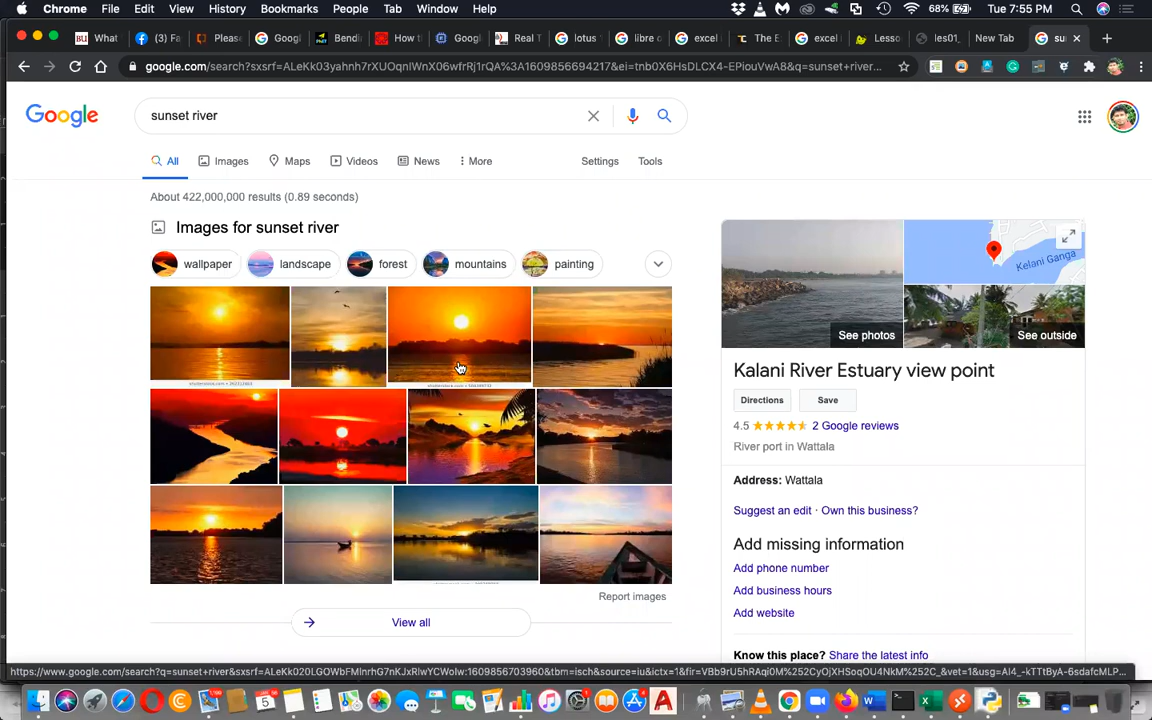 Chrome File Edit View History Bookmarks People Tab Window Help 68% Tue 7:55 PM
What (3) Fa Please Googl Bendi How t Googl Real T lotus libre o excel The E excel Lesso les01_ New Tab su
google.com/search?sxsrf=ALeKk03yahnh7rXUOqnIWnX06wfrRj1rQA%3A1609856694217&ei=tnb0X6HsDLCX4-EPiouVwA8&q=sunset+river...
Google
sunset river
All Images Maps Videos News More Settings Tools
About 422,000,000 results (0.89 seconds)
Images for sunset river
wallpaper landscape forest mountains painting
Report images
View all
See photos
Kelani Ganga
See outside
Kalani River Estuary view point
Directions Save
4.5 2 Google reviews
River port in Wattala
Address: Wattala
Suggest an edit · Own this business?
Add missing information
Add phone number
Add business hours
Add website
Know this place? Share the latest info